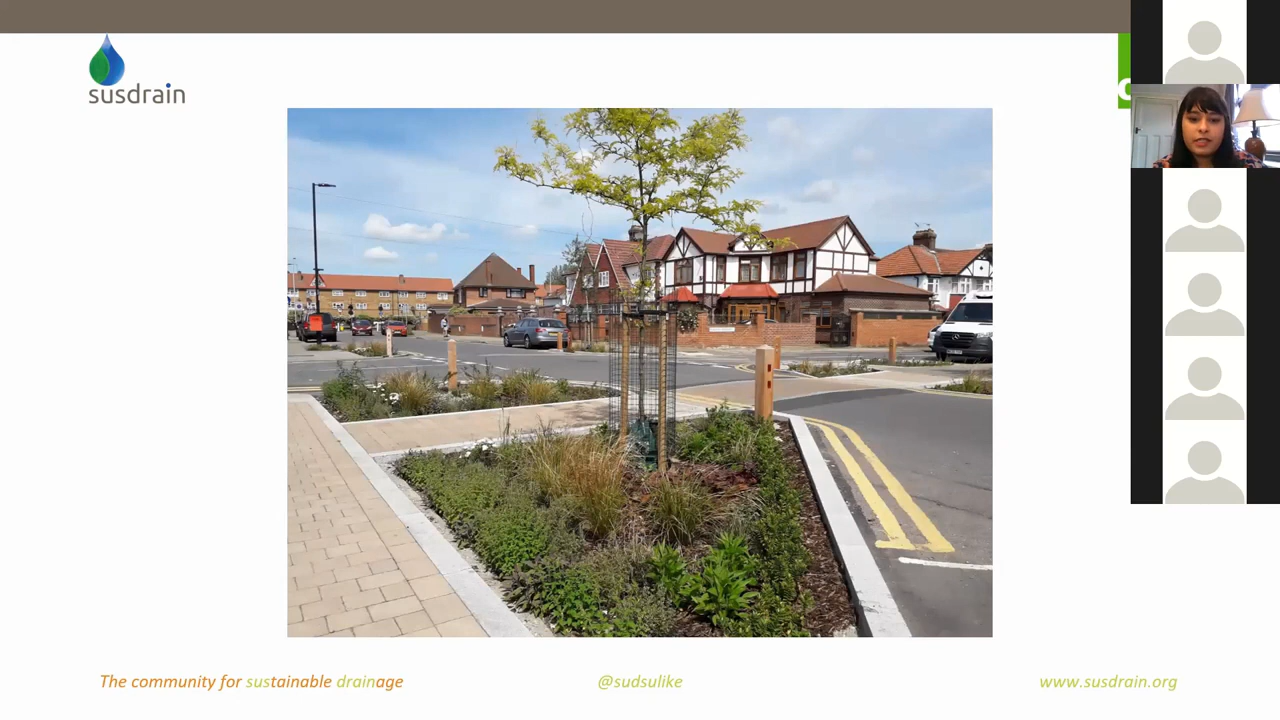 susdrain
The community for sustainable drainage
@sudsulike
www.susdrain.org